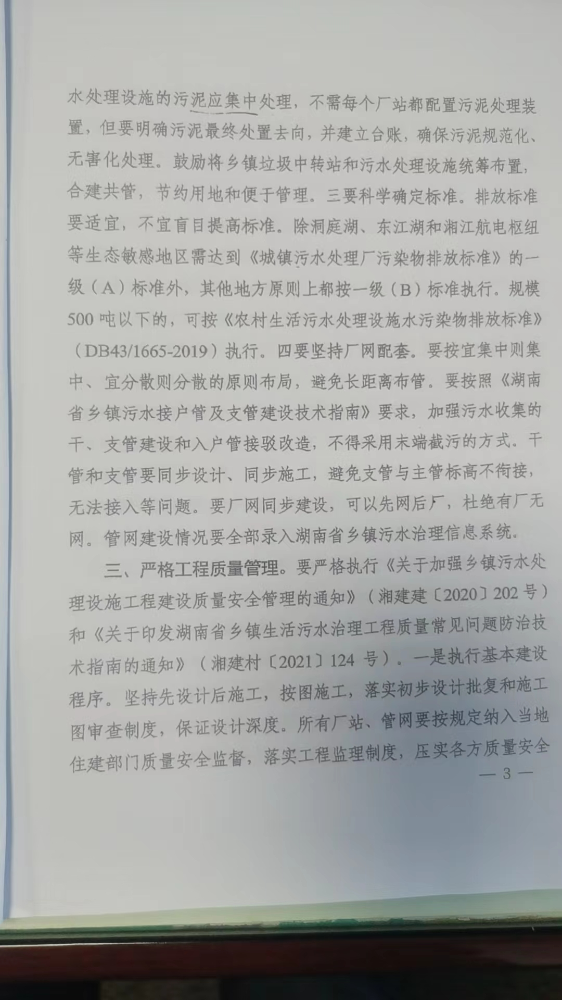 水处理设施的污泥应集中处理，不需每个厂站都配置污泥处理装
置，但要明确污泥最终处置去向，并建立台账，确保污泥规范化、
无害化处理。鼓励将乡镇垃圾中转站和污水处理设施统筹布置，
合建共管，节约用地和便于管理。三要科学确定标准。排放标准
要适宜，不宜盲目提高标准。除洞庭湖、东江湖和湘江航电枢纽
等生态敏感地区需达到《城镇污水处理厂污染物排放标准》的一
级（A）标准外，其他地方原则上都按一级（B）标准执行。规模
500 吨以下的，可按《农村生活污水处理设施水污染物排放标准》
（DB43/1665-2019）执行。四要坚持厂网配套。要按宜集中则集
中、宜分散则分散的原则布局，避免长距离布管。要按照《湖南
省乡镇污水接户管及支管建设技术指南》要求，加强污水收集的
干、支管建设和入户管接驳改造，不得采用末端截污的方式。干
管和支管要同步设计、同步施工，避免支管与主管标高不衔接，
无法接入等问题。要厂网同步建设，可以先网后厂，杜绝有厂无
网。管网建设情况要全部录入湖南省乡镇污水治理信息系统。
三、严格工程质量管理。要严格执行《关于加强乡镇污水处
理设施工程建设质量安全管理的通知》（湘建建〔2020〕202 号）
和《关于印发湖南省乡镇生活污水治理工程质量常见问题防治技
术指南的通知》（湘建村〔2021〕124 号）。一是执行基本建设
程序。坚持先设计后施工，按图施工，落实初步设计批复和施工
图审查制度，保证设计深度。所有厂站、管网要按规定纳入当地
住建部门质量安全监督，落实工程监理制度，压实各方质量安全
— 3 —